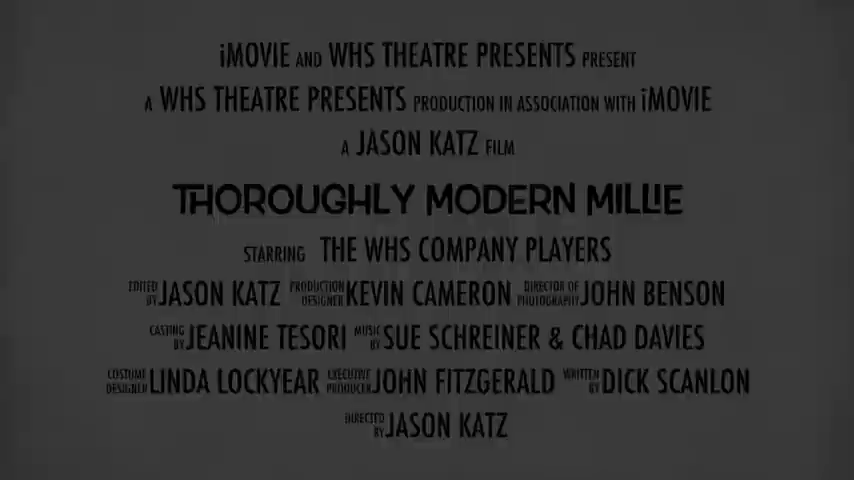 iMOVIE AND WHS THEATRE PRESENTS PRESENT
A WHS THEATRE PRESENTS PRODUCTION IN ASSOCIATION WITH iMOVIE
A JASON KATZ FILM
THOROUGHLY MODERN MILLIE
STARRING THE WHS COMPANY PLAYERS
EDITED BY JASON KATZ PRODUCTION DESIGNER KEVIN CAMERON DIRECTOR OF PHOTOGRAPHY JOHN BENSON
CASTING BY JEANINE TESORI MUSIC BY SUE SCHREINER & CHAD DAVIES
COSTUME DESIGNER LINDA LOCKYEAR EXECUTIVE PRODUCER JOHN FITZGERALD WRITTEN BY DICK SCANLON
DIRECTED BY JASON KATZ